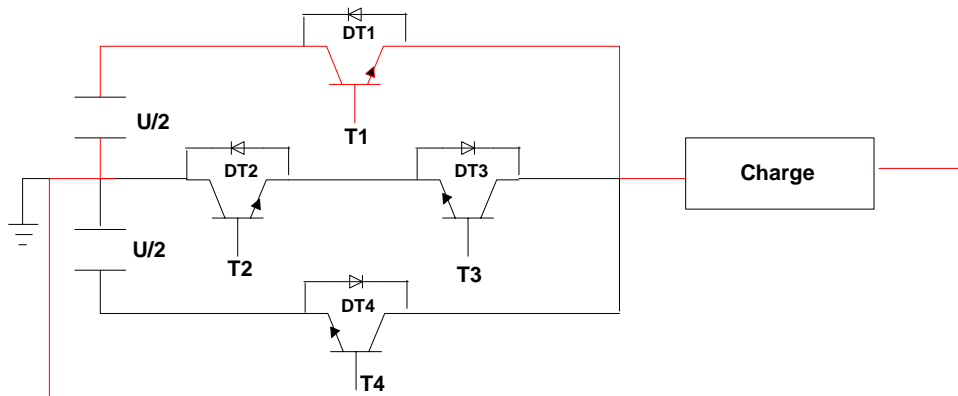 DT1
U/2
T1
DT2
DT3
Charge
U/2
T2
T3
DT4
T4